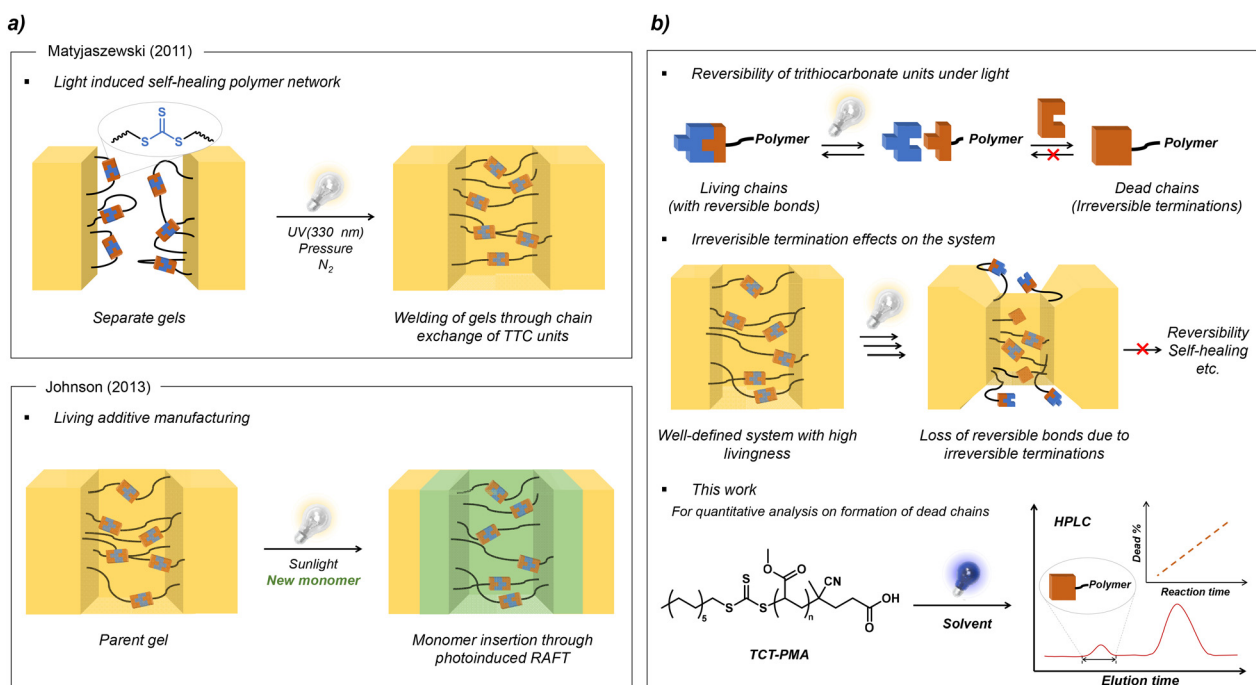 a)
Matyjaszewski (2011)
▪ Light induced self-healing polymer network
S
S S
UV(330 nm)
Pressure
N2
Separate gels
Welding of gels through chain
exchange of TTC units
Johnson (2013)
▪ Living additive manufacturing
Sunlight
New monomer
Parent gel
Monomer insertion through
photoinduced RAFT
b)
▪ Reversibility of trithiocarbonate units under light
Polymer
Polymer
Polymer
Living chains
(with reversible bonds)
Dead chains
(Irreversible terminations)
▪ Irreverisible termination effects on the system
Reversibility
Self-healing
etc.
Well-defined system with high
livingness
Loss of reversible bonds due to
irreversible terminations
▪ This work
For quantitative analysis on formation of dead chains
O
S O CN
OH
5 S S n
O
TCT-PMA
Solvent
HPLC
Dead %
Reaction time
Polymer
Elution time